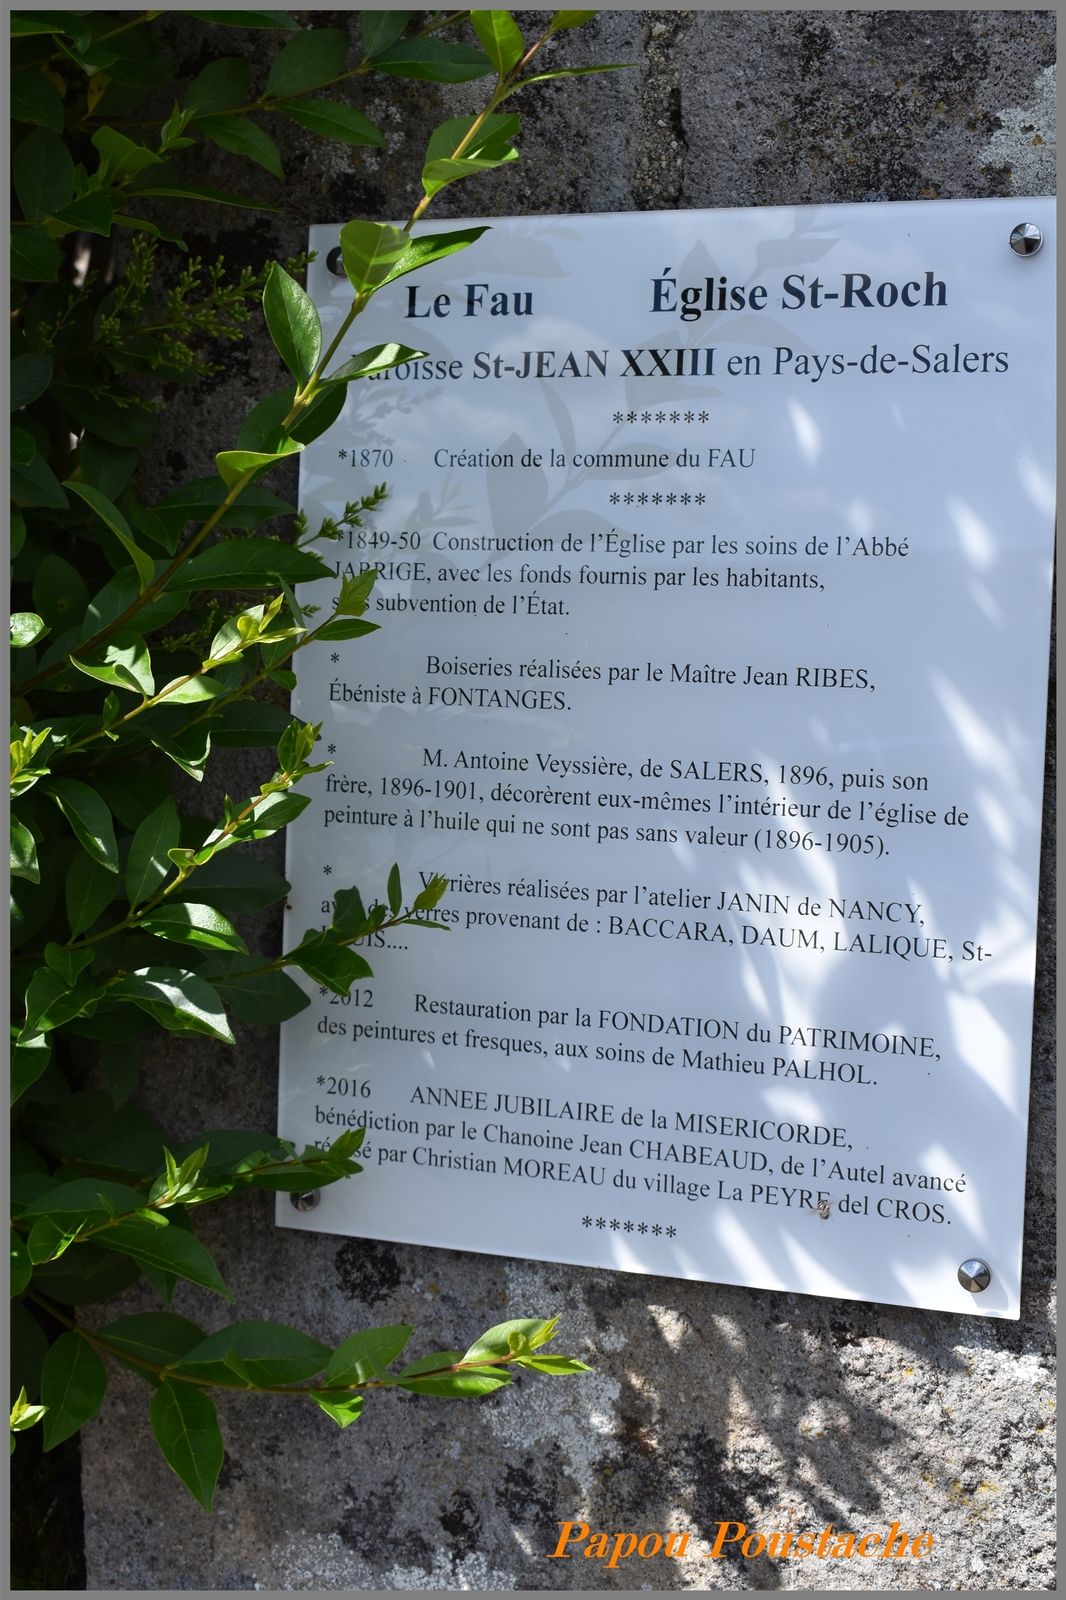 Le Fau Église St-Roch
Paroisse St-JEAN XXIII en Pays-de-Salers
*******
*1870 Création de la commune du FAU
*******
*1849-50 Construction de l'Église par les soins de l'Abbé
JARRIGE, avec les fonds fournis par les habitants,
sans subvention de l'État.
* Boiseries réalisées par le Maître Jean RIBES,
Ébéniste à FONTANGES.
* M. Antoine Veyssière, de SALERS, 1896, puis son
frère, 1896-1901, décorèrent eux-mêmes l'intérieur de l'église de
peinture à l'huile qui ne sont pas sans valeur (1896-1905).
* Verrières réalisées par l'atelier JANIN de NANCY,
avec des verres provenant de : BACCARA, DAUM, LALIQUE, St-
LOUIS....
*2012 Restauration par la FONDATION du PATRIMOINE,
des peintures et fresques, aux soins de Mathieu PALHOL.
*2016 ANNEE JUBILAIRE de la MISERICORDE,
bénédiction par le Chanoine Jean CHABEAUD, de l'Autel avancé
réalisé par Christian MOREAU du village La PEYRE del CROS.
*******
Papou Poustache